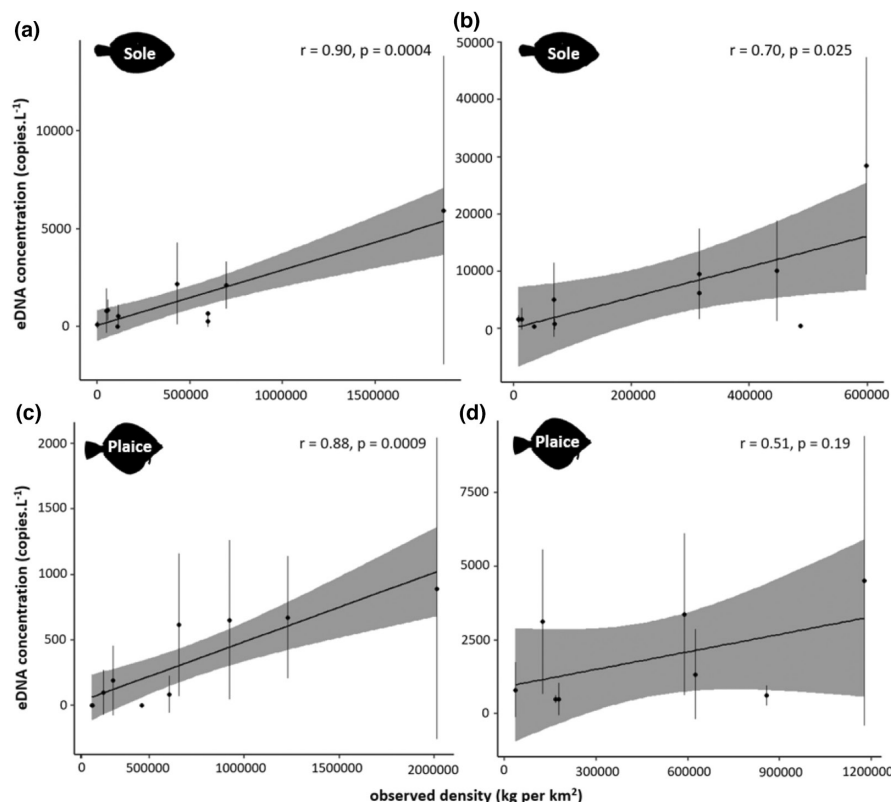 (a)
Sole
r = 0.90, p = 0.0004
eDNA concentration (copies.L⁻¹)
10000
5000
0
0 500000 1000000 1500000
(b)
Sole
r = 0.70, p = 0.025
50000
40000
30000
20000
10000
0
0 200000 400000 600000
(c)
Plaice
r = 0.88, p = 0.0009
eDNA concentration (copies.L⁻¹)
2000
1500
1000
500
0
0 500000 1000000 1500000 2000000
(d)
Plaice
r = 0.51, p = 0.19
7500
5000
2500
0
0 300000 600000 900000 1200000
observed density (kg per km²)